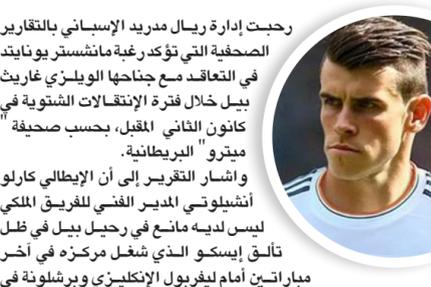 رحبت إدارة ريال مدريد الإسباني بالتقارير
الصحفية التي تؤكد رغبة مانشستر يونايتد
في التعاقد مع جناحها الويلزي غاريث
بيل خلال فترة الإنتقالات الشتوية في
كانون الثاني المقبل، بحسب صحيفة "
ميترو" البريطانية.
واشار التقرير إلى أن الإيطالي كارلو
أنشيلوتي المدير الفني للفريق الملكي
ليس لديه مانع في رحيل بيل في ظل
تألق إيسكو الذي شغل مركزه في آخر
مباراتين أمام ليفربول الإنكليزي وبرشلونة في